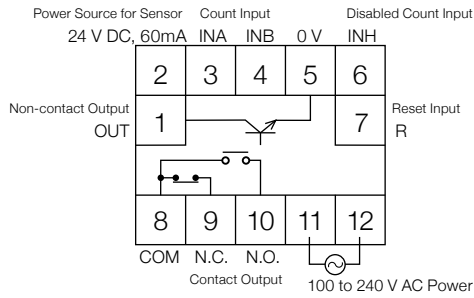 Power Source for Sensor Count Input Disabled Count Input
24 V DC, 60mA INA INB 0 V INH
2 3 4 5 6
Non-contact Output
OUT
1
7
Reset Input
R
8 9 10 11 12
COM N.C. N.O.
Contact Output
100 to 240 V AC Power